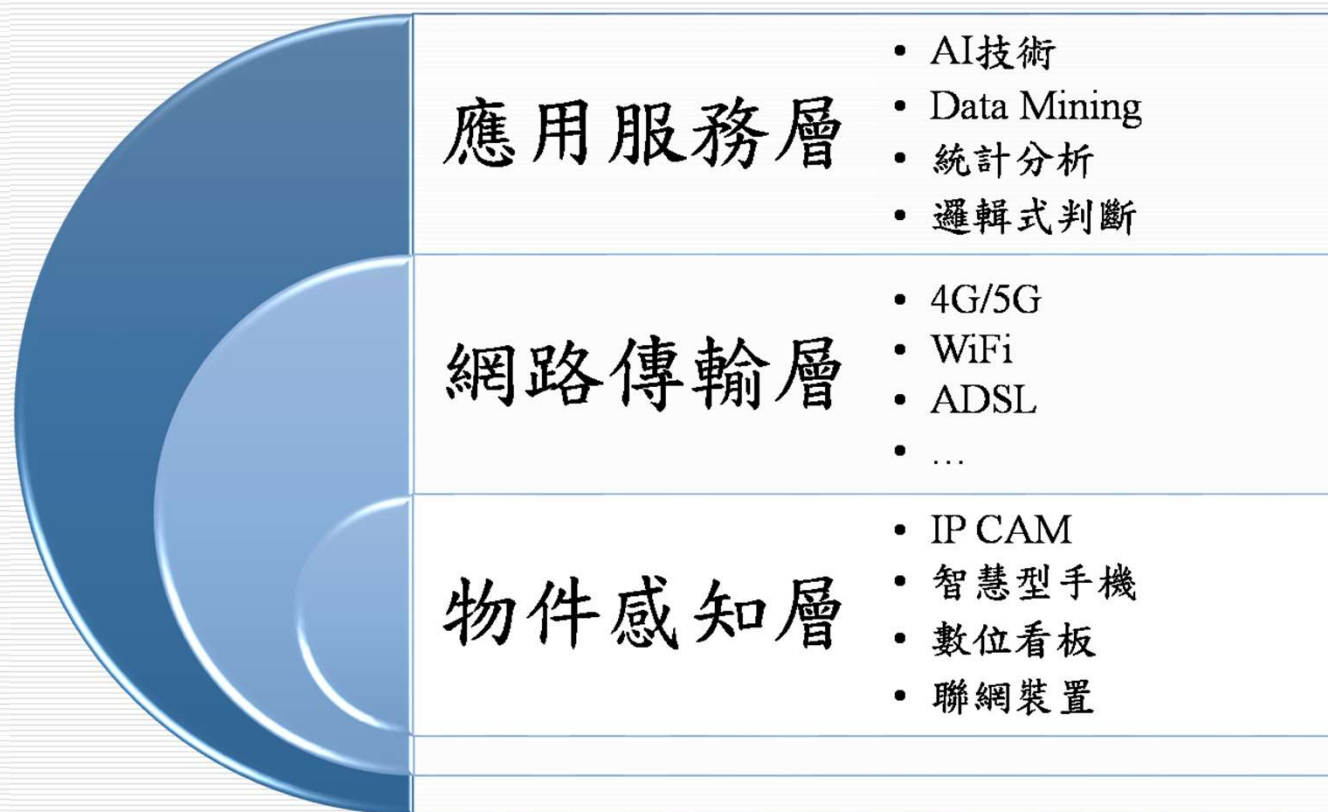 應用服務層
• AI技術
• Data Mining
• 統計分析
• 邏輯式判斷
網路傳輸層
• 4G/5G
• WiFi
• ADSL
• …
物件感知層
• IP CAM
• 智慧型手機
• 數位看板
• 聯網裝置